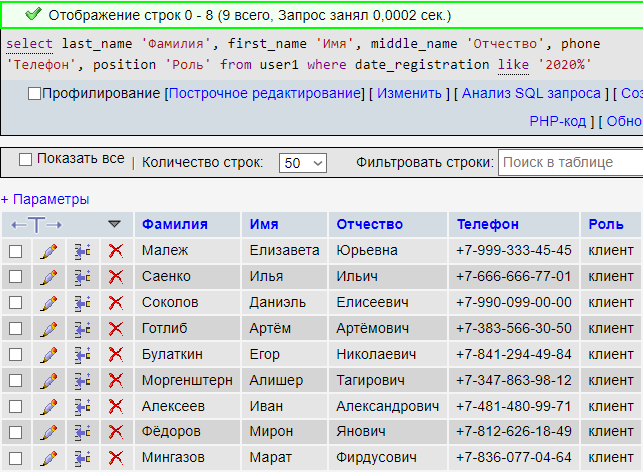 Отображение строк 0 - 8 (9 всего, Запрос занял 0,0002 сек.)
select last_name 'Фамилия', first_name 'Имя', middle_name 'Отчество', phone
'Телефон', position 'Роль' from user1 where date_registration like '2020%'
Профилирование [Построчное редактирование] [ Изменить ] [ Анализ SQL запроса ] [ Соз
PHP-код ] [ Обно
Показать все | Количество строк: 50 Фильтровать строки: Поиск в таблице
+ Параметры
←T→ Фамилия Имя Отчество Телефон Роль
Малеж Елизавета Юрьевна +7-999-333-45-45 клиент
Саенко Илья Ильич +7-666-666-77-01 клиент
Соколов Даниэль Елисеевич +7-990-099-00-00 клиент
Готлиб Артём Артёмович +7-383-566-30-50 клиент
Булаткин Егор Николаевич +7-841-294-49-84 клиент
Моргенштерн Алишер Тагирович +7-347-863-98-12 клиент
Алексеев Иван Александрович +7-481-480-99-71 клиент
Фёдоров Мирон Янович +7-812-626-18-49 клиент
Мингазов Марат Фирдусович +7-836-077-04-64 клиент